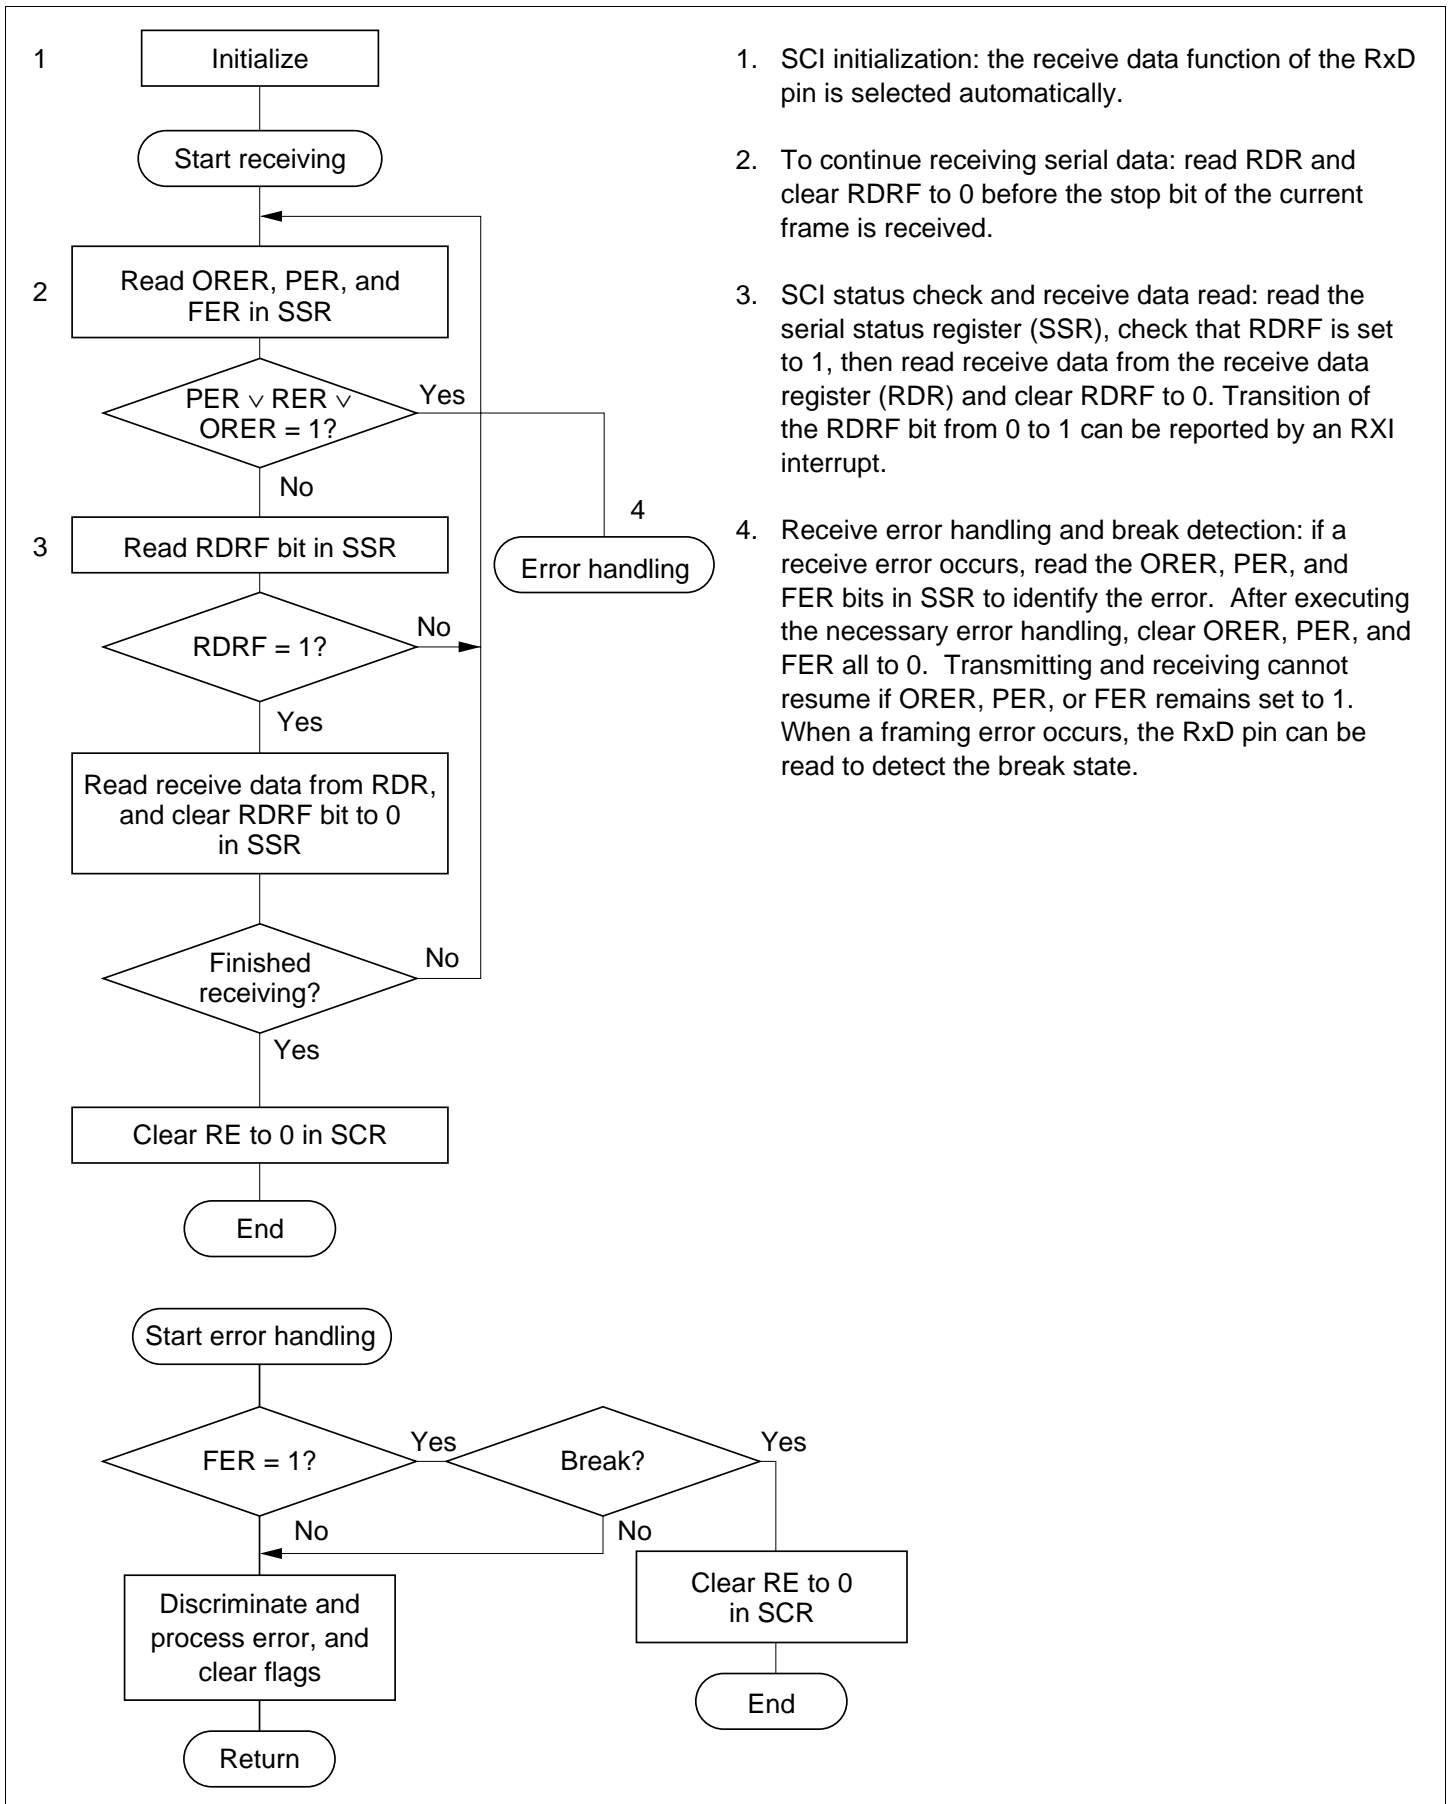 1
Initialize
Start receiving
2
Read ORER, PER, and
FER in SSR
PER ∨ RER ∨
ORER = 1?
Yes
No
4
Error handling
3
Read RDRF bit in SSR
RDRF = 1?
No
Yes
Read receive data from RDR,
and clear RDRF bit to 0
in SSR
Finished
receiving?
No
Yes
Clear RE to 0 in SCR
End
1. SCI initialization: the receive data function of the RxD
pin is selected automatically.
2. To continue receiving serial data: read RDR and
clear RDRF to 0 before the stop bit of the current
frame is received.
3. SCI status check and receive data read: read the
serial status register (SSR), check that RDRF is set
to 1, then read receive data from the receive data
register (RDR) and clear RDRF to 0. Transition of
the RDRF bit from 0 to 1 can be reported by an RXI
interrupt.
4. Receive error handling and break detection: if a
receive error occurs, read the ORER, PER, and
FER bits in SSR to identify the error. After executing
the necessary error handling, clear ORER, PER, and
FER all to 0. Transmitting and receiving cannot
resume if ORER, PER, or FER remains set to 1.
When a framing error occurs, the RxD pin can be
read to detect the break state.
Start error handling
FER = 1?
Yes
Break?
Yes
No
No
Clear RE to 0
in SCR
Discriminate and
process error, and
clear flags
End
Return